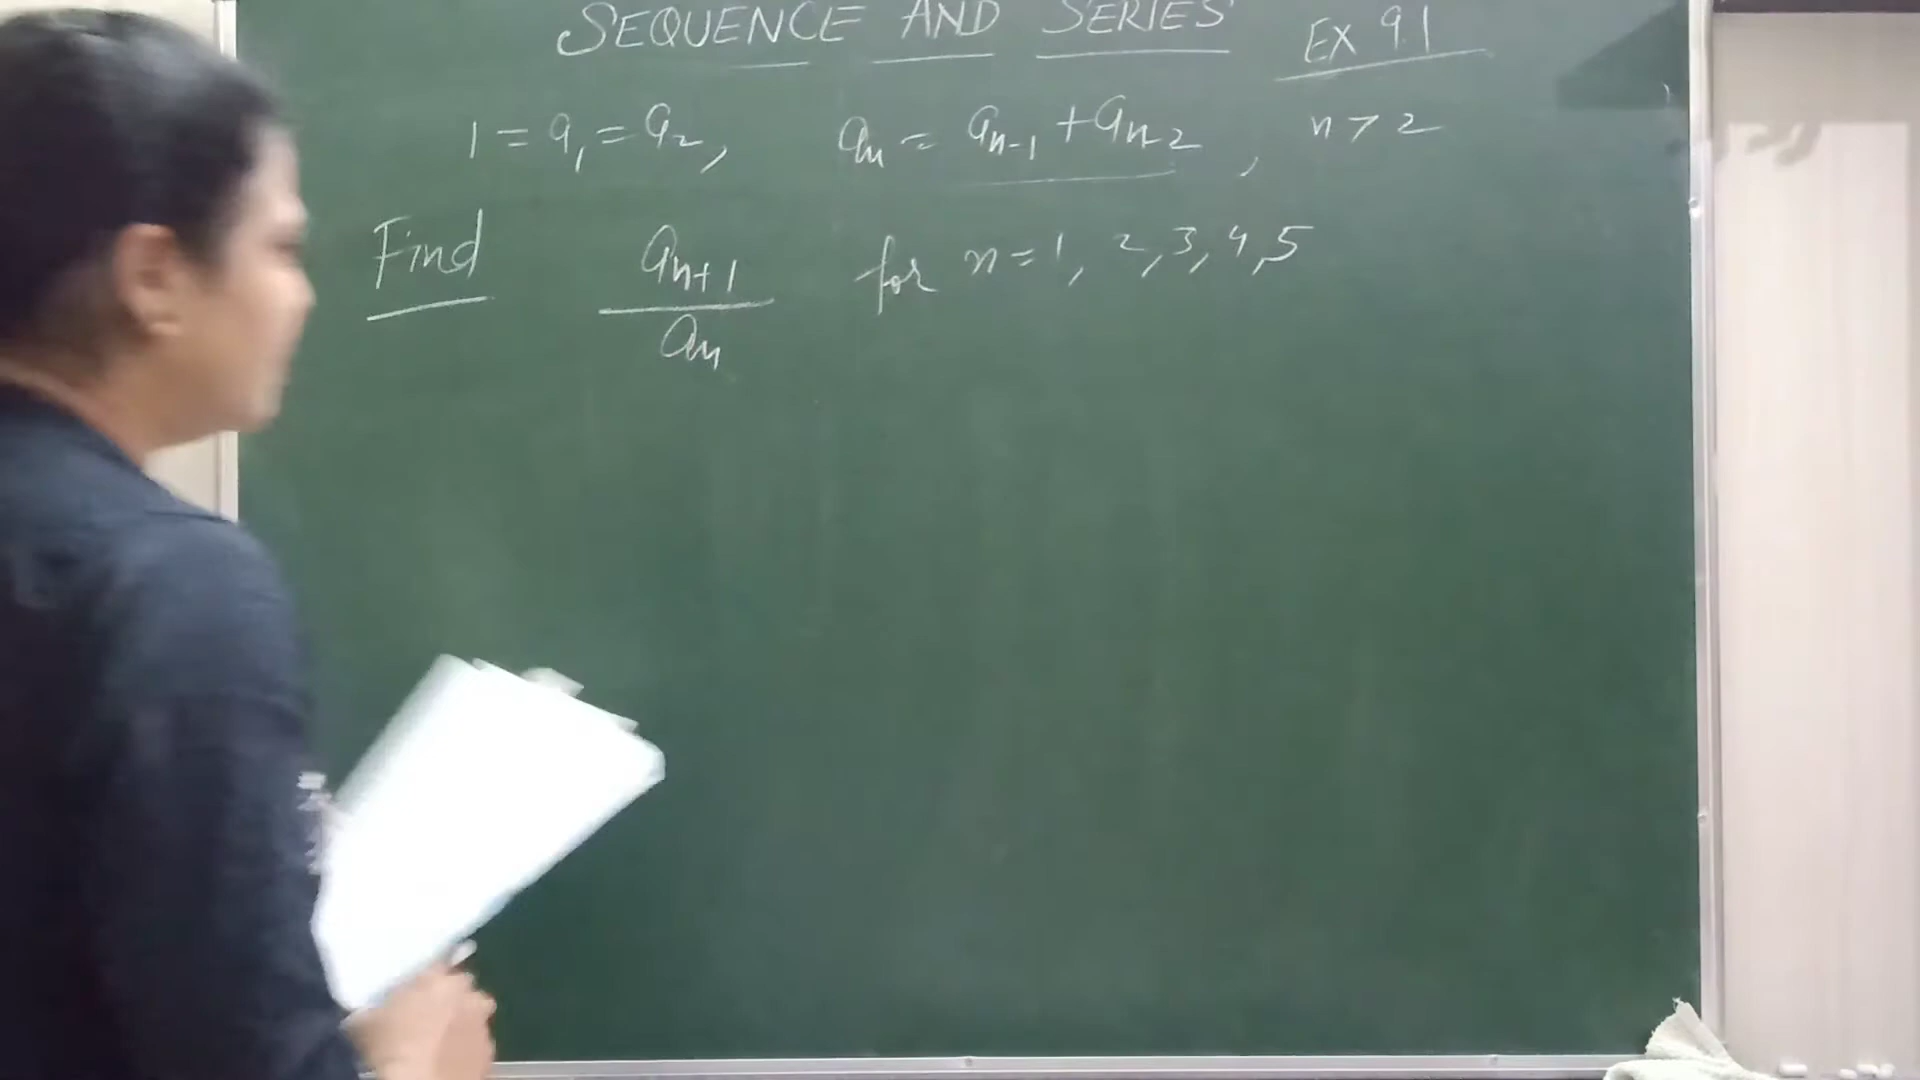 SEQUENCE AND SERIES EX 9.1
1 = a₁ = a₂, aₙ = aₙ₋₁ + aₙ₋₂, n > 2
Find aₙ₊₁ / aₙ for n = 1, 2, 3, 4, 5